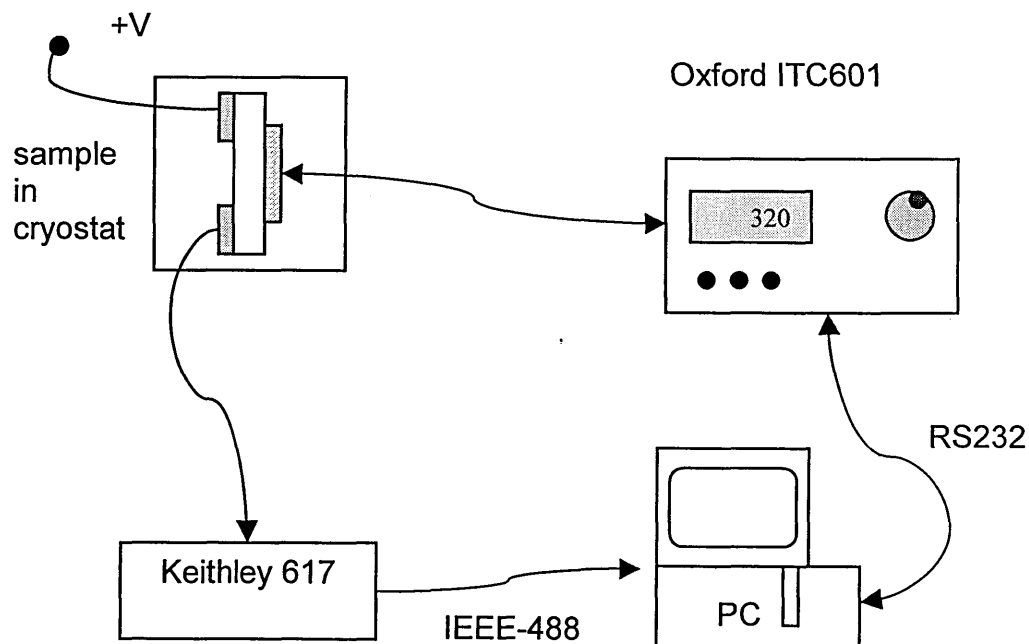 +V
Oxford ITC601
sample
in
cryostat
320
RS232
Keithley 617
IEEE-488
PC